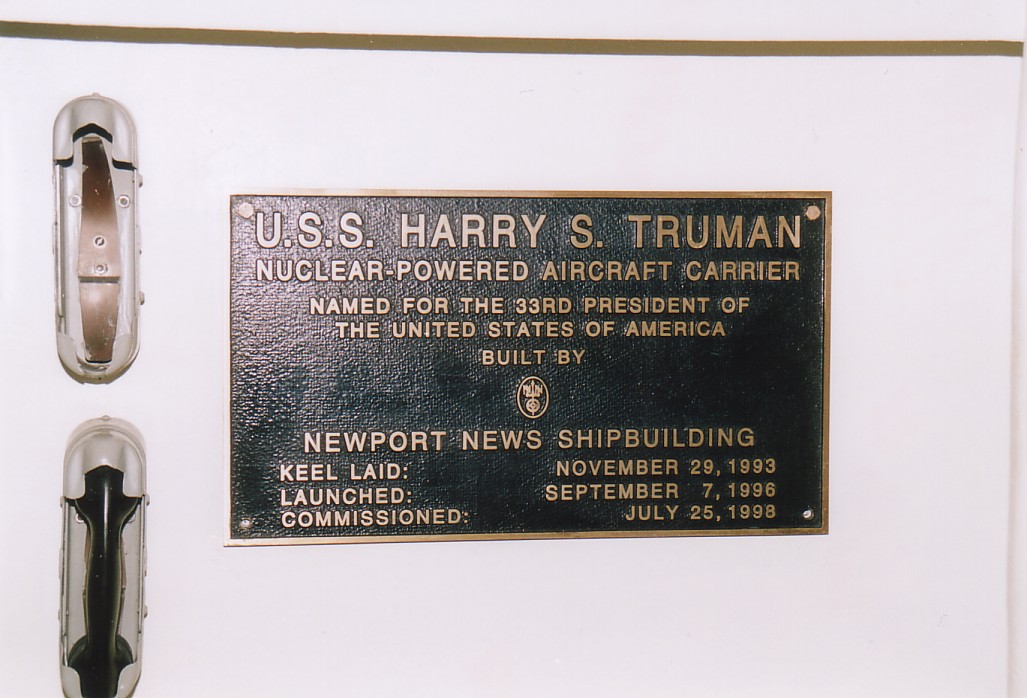 U.S.S. HARRY S. TRUMAN
NUCLEAR-POWERED AIRCRAFT CARRIER
NAMED FOR THE 33RD PRESIDENT OF
THE UNITED STATES OF AMERICA
BUILT BY
NEWPORT NEWS SHIPBUILDING
KEEL LAID: NOVEMBER 29, 1993
LAUNCHED: SEPTEMBER 7, 1996
COMMISSIONED: JULY 25, 1998